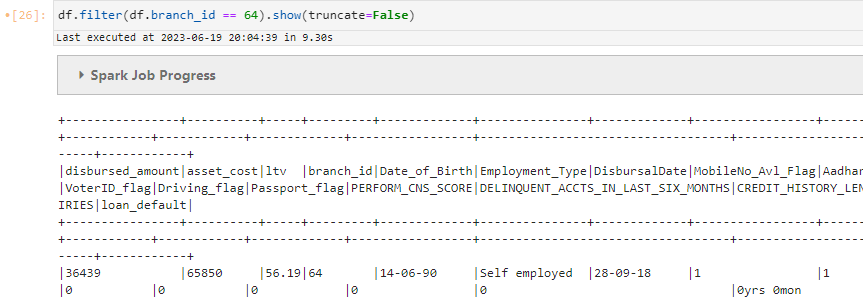 [26]: df.filter(df.branch_id == 64).show(truncate=False)
Last executed at 2023-06-19 20:04:39 in 9.30s
Spark Job Progress
+---------------+----------+-----+---------+-------------+---------------+-------------+-----------------+------
+------------+------------+-------------+-----------------+-----------------------------------+-----------------
-----+------------+
|disbursed_amount|asset_cost|ltv |branch_id|Date_of_Birth|Employment_Type|DisbursalDate|MobileNo_Avl_Flag|Aadhar
|VoterID_flag|Driving_flag|Passport_flag|PERFORM_CNS_SCORE|DELINQUENT_ACCTS_IN_LAST_SIX_MONTHS|CREDIT_HISTORY_LEN
IRIES|loan_default|
+---------------+----------+-----+---------+-------------+---------------+-------------+-----------------+------
+------------+------------+-------------+-----------------+-----------------------------------+-----------------
-----+------------+
|36439 |65850 |56.19|64 |14-06-90 |Self employed |28-09-18 |1 |1
|0 |0 |0 |0 |0 |0yrs 0mon